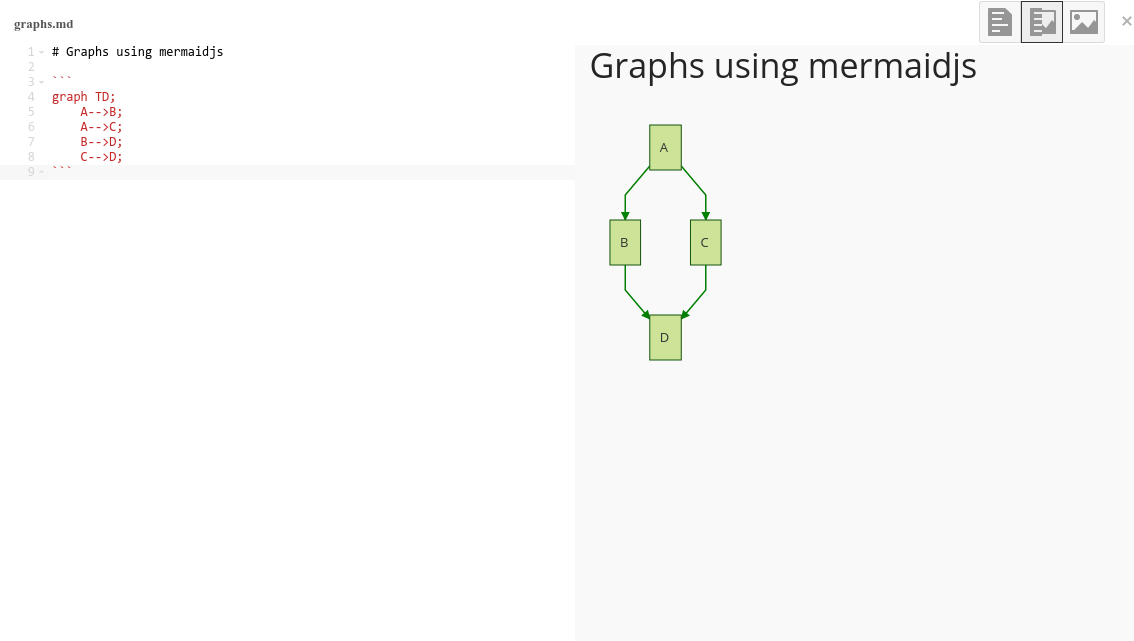 graphs.md
1 # Graphs using mermaidjs
2
3 ```
4 graph TD;
5     A-->B;
6     A-->C;
7     B-->D;
8     C-->D;
9 ```
Graphs using mermaidjs
A
B C
D